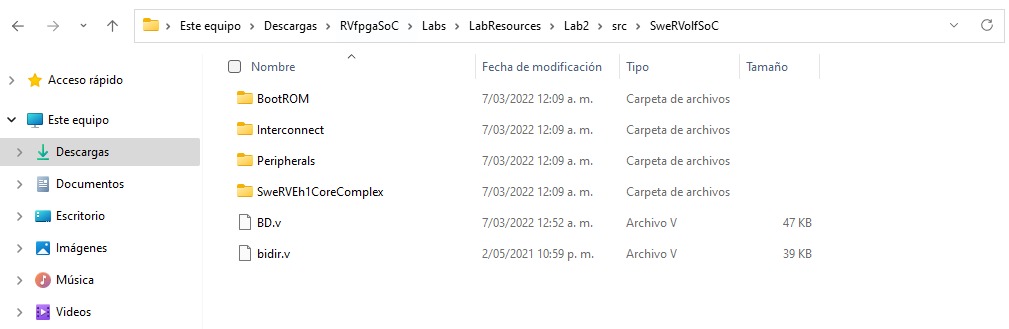 Este equipo > Descargas > RVfpgaSoC > Labs > LabResources > Lab2 > src > SweRVolfSoC
Acceso rápido
Este equipo
Descargas
Documentos
Escritorio
Imágenes
Música
Videos
Nombre Fecha de modificación Tipo Tamaño
BootROM 7/03/2022 12:09 a. m. Carpeta de archivos
Interconnect 7/03/2022 12:09 a. m. Carpeta de archivos
Peripherals 7/03/2022 12:09 a. m. Carpeta de archivos
SweRVEh1CoreComplex 7/03/2022 12:09 a. m. Carpeta de archivos
BD.v 7/03/2022 12:52 a. m. Archivo V 47 KB
bidir.v 2/05/2021 10:59 p. m. Archivo V 39 KB